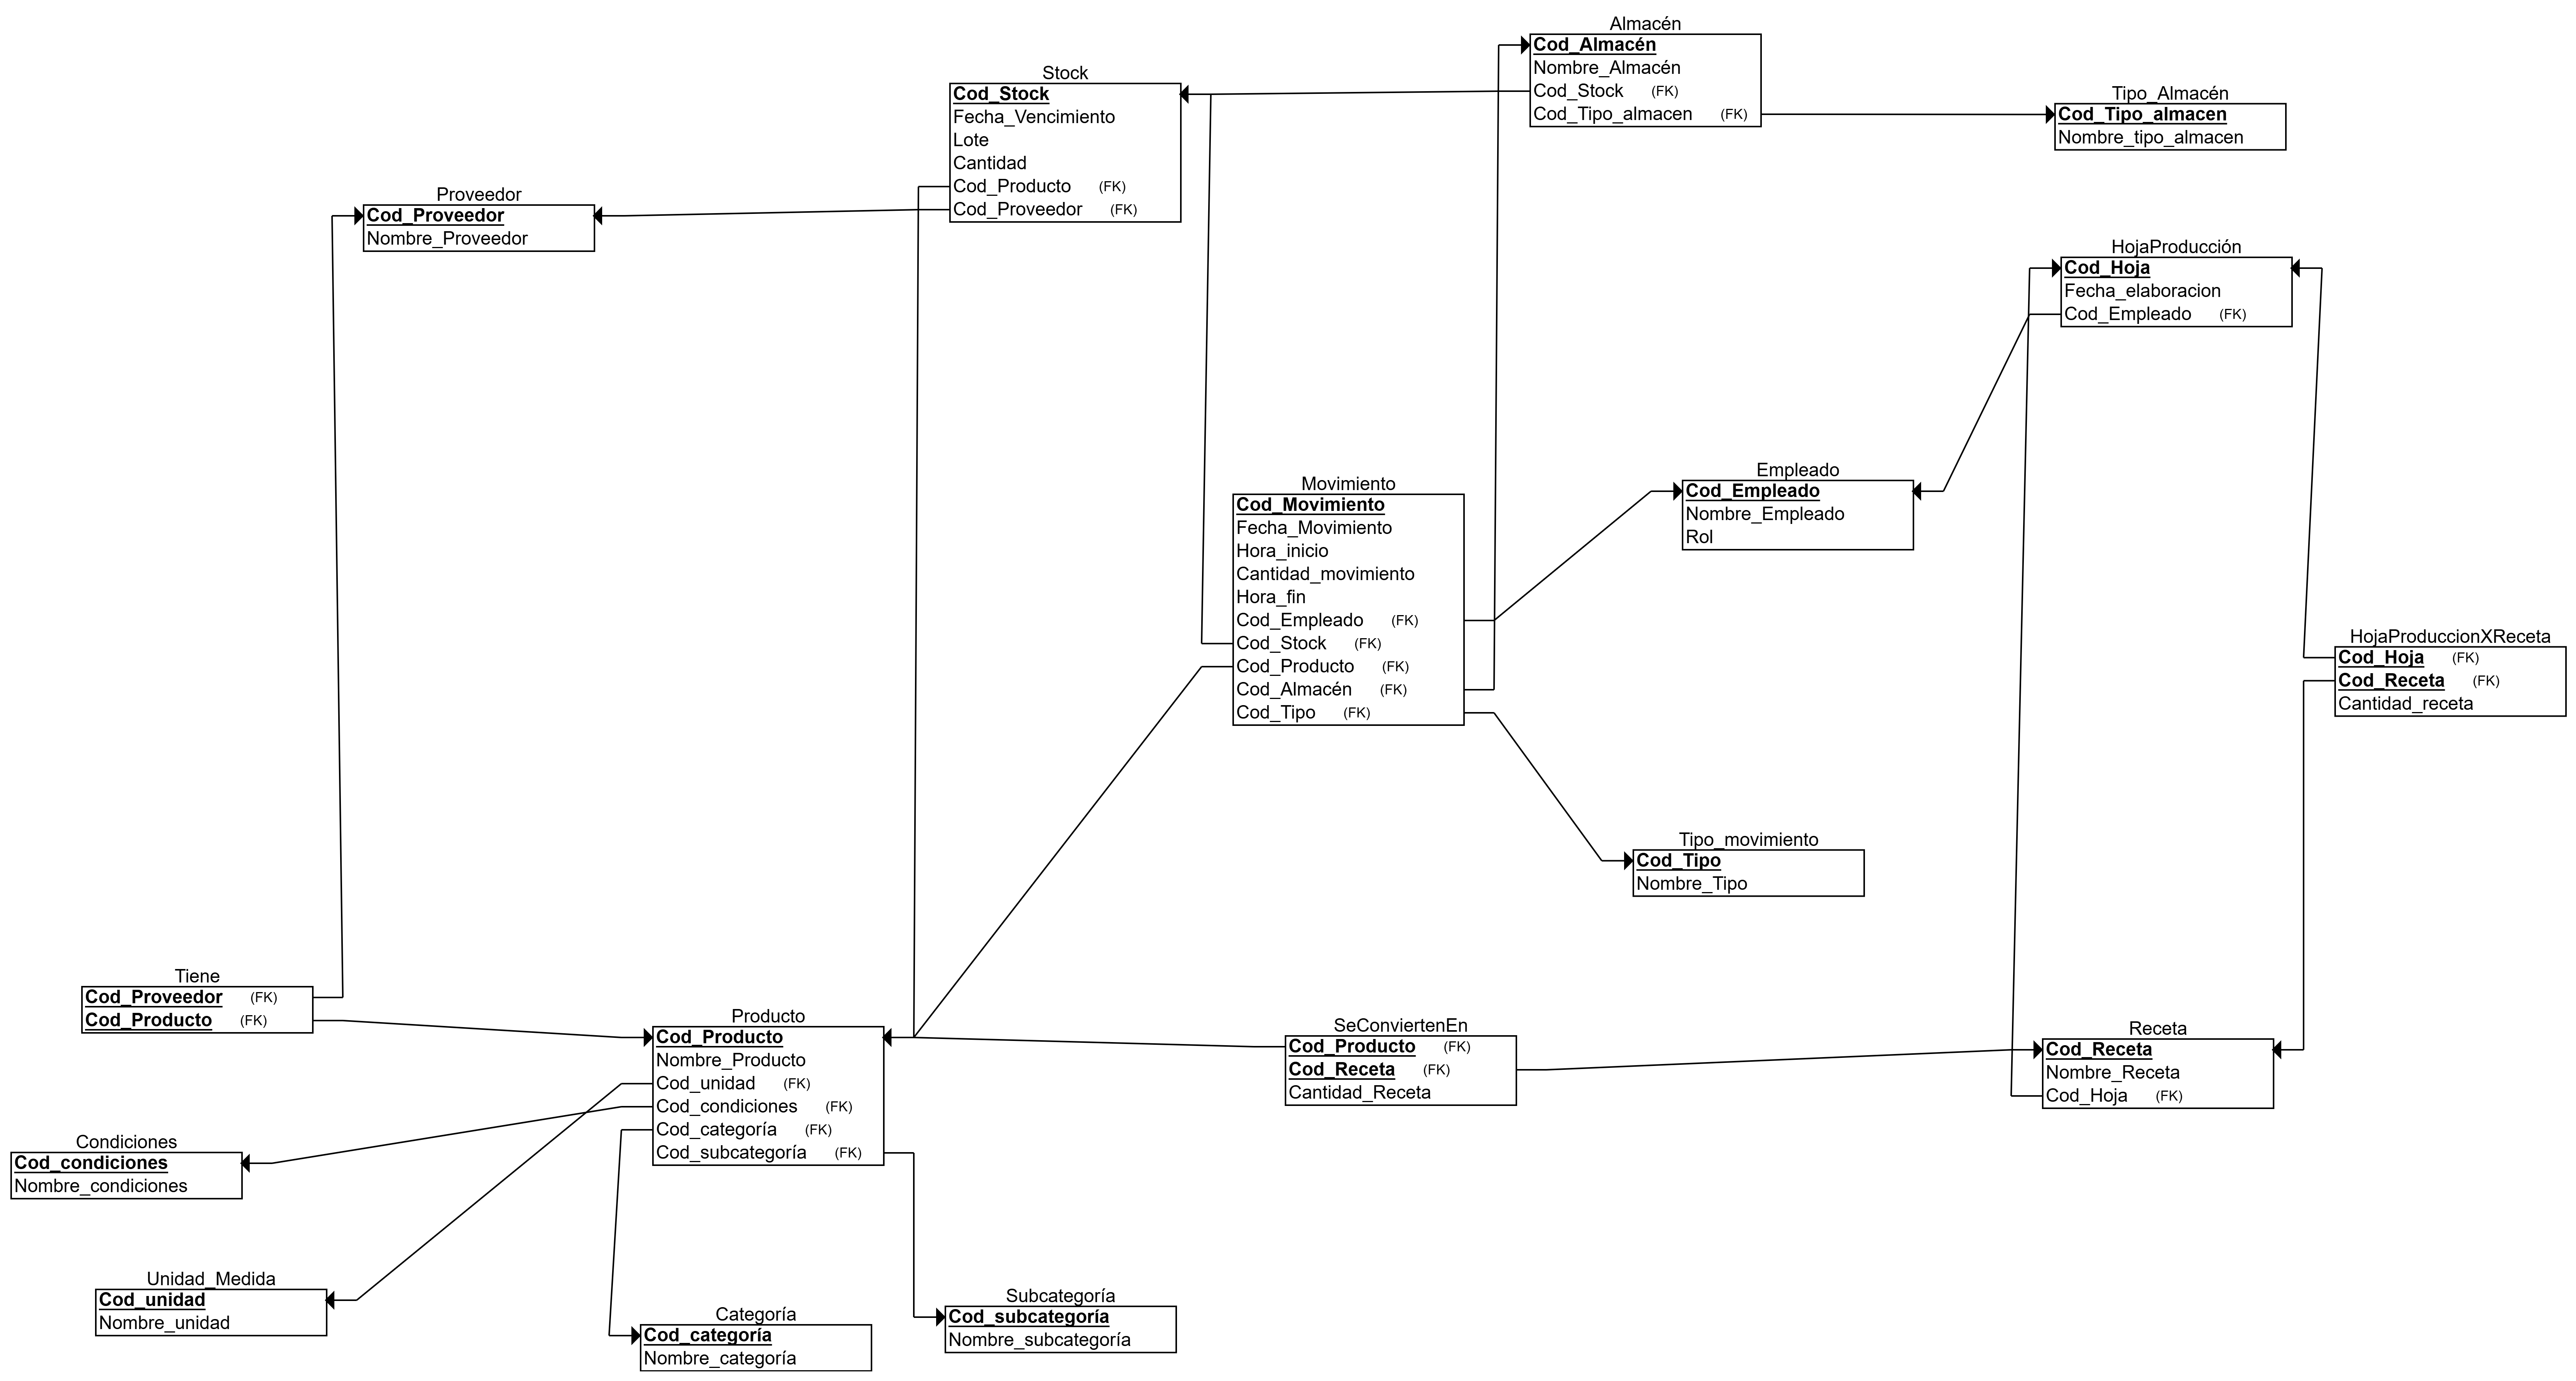 Almacén
Cod_Almacén
Nombre_Almacén
Cod_Stock (FK)
Cod_Tipo_almacen (FK)
Stock
Cod_Stock
Fecha_Vencimiento
Lote
Cantidad
Cod_Producto (FK)
Cod_Proveedor (FK)
Tipo_Almacén
Cod_Tipo_almacen
Nombre_tipo_almacen
Proveedor
Cod_Proveedor
Nombre_Proveedor
HojaProducción
Cod_Hoja
Fecha_elaboracion
Cod_Empleado (FK)
Empleado
Cod_Empleado
Nombre_Empleado
Rol
Movimiento
Cod_Movimiento
Fecha_Movimiento
Hora_inicio
Cantidad_movimiento
Hora_fin
Cod_Empleado (FK)
Cod_Stock (FK)
Cod_Producto (FK)
Cod_Almacén (FK)
Cod_Tipo (FK)
HojaProduccionXReceta
Cod_Hoja (FK)
Cod_Receta (FK)
Cantidad_receta
Tipo_movimiento
Cod_Tipo
Nombre_Tipo
Tiene
Cod_Proveedor (FK)
Cod_Producto (FK)
Producto
Cod_Producto
Nombre_Producto
Cod_unidad (FK)
Cod_condiciones (FK)
Cod_categoría (FK)
Cod_subcategoría (FK)
SeConviertenEn
Cod_Producto (FK)
Cod_Receta (FK)
Cantidad_Receta
Receta
Cod_Receta
Nombre_Receta
Cod_Hoja (FK)
Condiciones
Cod_condiciones
Nombre_condiciones
Unidad_Medida
Cod_unidad
Nombre_unidad
Categoría
Cod_categoría
Nombre_categoría
Subcategoría
Cod_subcategoría
Nombre_subcategoría